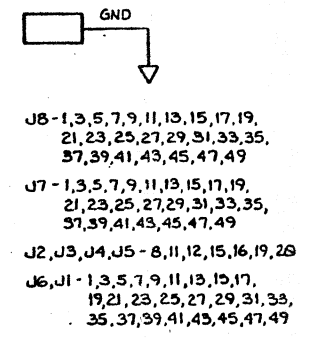 GND
J8 - 1,3,5,7,9,11,13,15,17,19,
21,23,25,27,29,31,33,35,
37,39,41,43,45,47,49
J7 - 1,3,5,7,9,11,13,15,17,19,
21,23,25,27,29,31,33,35,
37,39,41,43,45,47,49
J2,J3,J4,J5 - 8,11,12,15,16,19,20
J6,J1 - 1,3,5,7,9,11,13,15,17,
19,21,23,25,27,29,31,33,
35,37,39,41,43,45,47,49